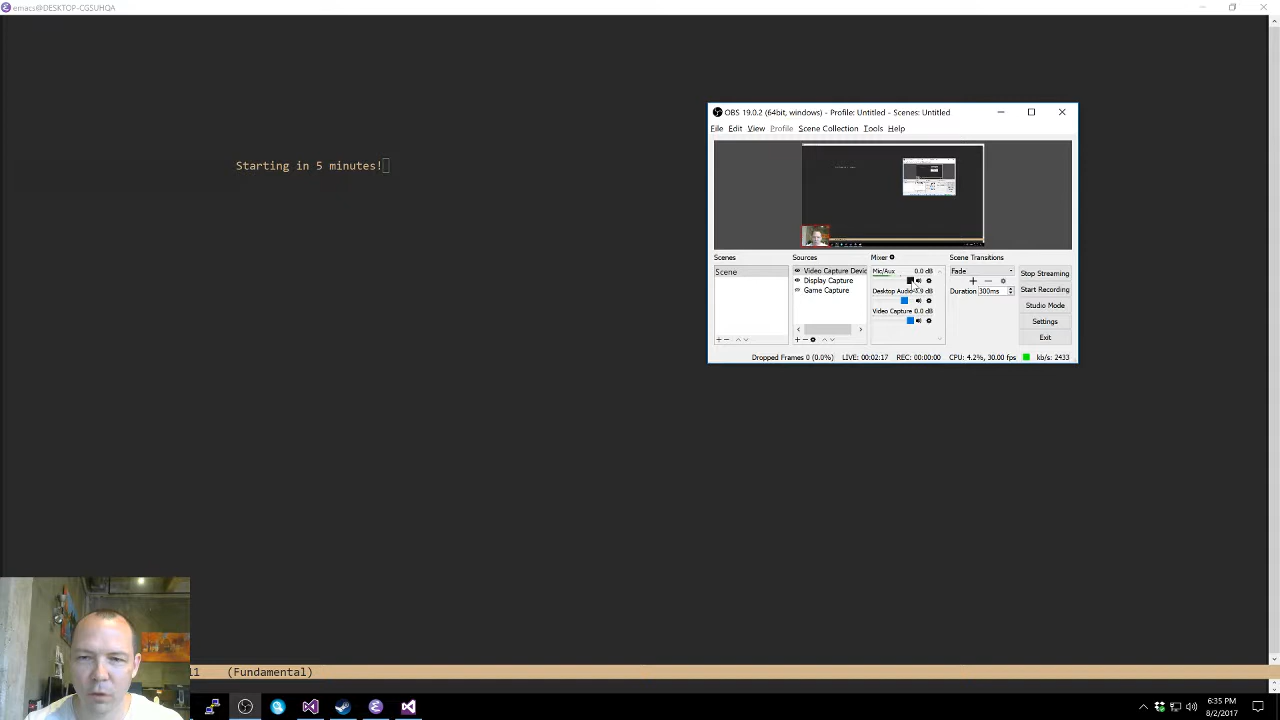 emacs@DESKTOP-CGSUHQA
Starting in 5 minutes!
OBS 19.0.2 (64bit, windows) - Profile: Untitled - Scenes: Untitled
File Edit View Profile Scene Collection Tools Help
Scenes
Scene
Sources
Video Capture Devic
Display Capture
Game Capture
Mixer
Mic/Aux 0.0 dB
Desktop Audio .9 dB
Video Capture 0.0 dB
Scene Transitions
Fade
Duration 300ms
Stop Streaming
Start Recording
Studio Mode
Settings
Exit
Dropped Frames 0 (0.0%) LIVE: 00:02:17 REC: 00:00:00 CPU: 4.2%, 30.00 fps kb/s: 2433
(Fundamental)
6:35 PM
8/2/2017